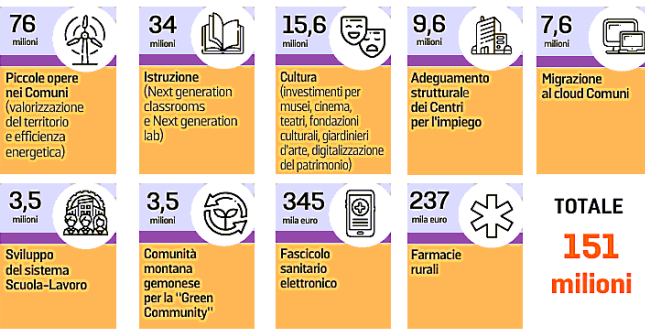 76
milioni
Piccole opere
nei Comuni
(valorizzazione
del territorio
e efficienza
energetica)
34
milioni
Istruzione
(Next generation
classrooms
e Next generation
lab)
15,6
milioni
Cultura
(investimenti per
musei, cinema,
teatri, fondazioni
culturali, giardinieri
d'arte, digitalizzazione
del patrimonio)
9,6
milioni
Adeguamento
strutturale
dei Centri
per l'impiego
7,6
milioni
Migrazione
al cloud Comuni
3,5
milioni
Sviluppo
del sistema
Scuola-Lavoro
3,5
milioni
Comunità
montana
gemonese
per la "Green
Community"
345
mila euro
Fascicolo
sanitario
elettronico
237
mila euro
Farmacie
rurali
TOTALE
151
milioni